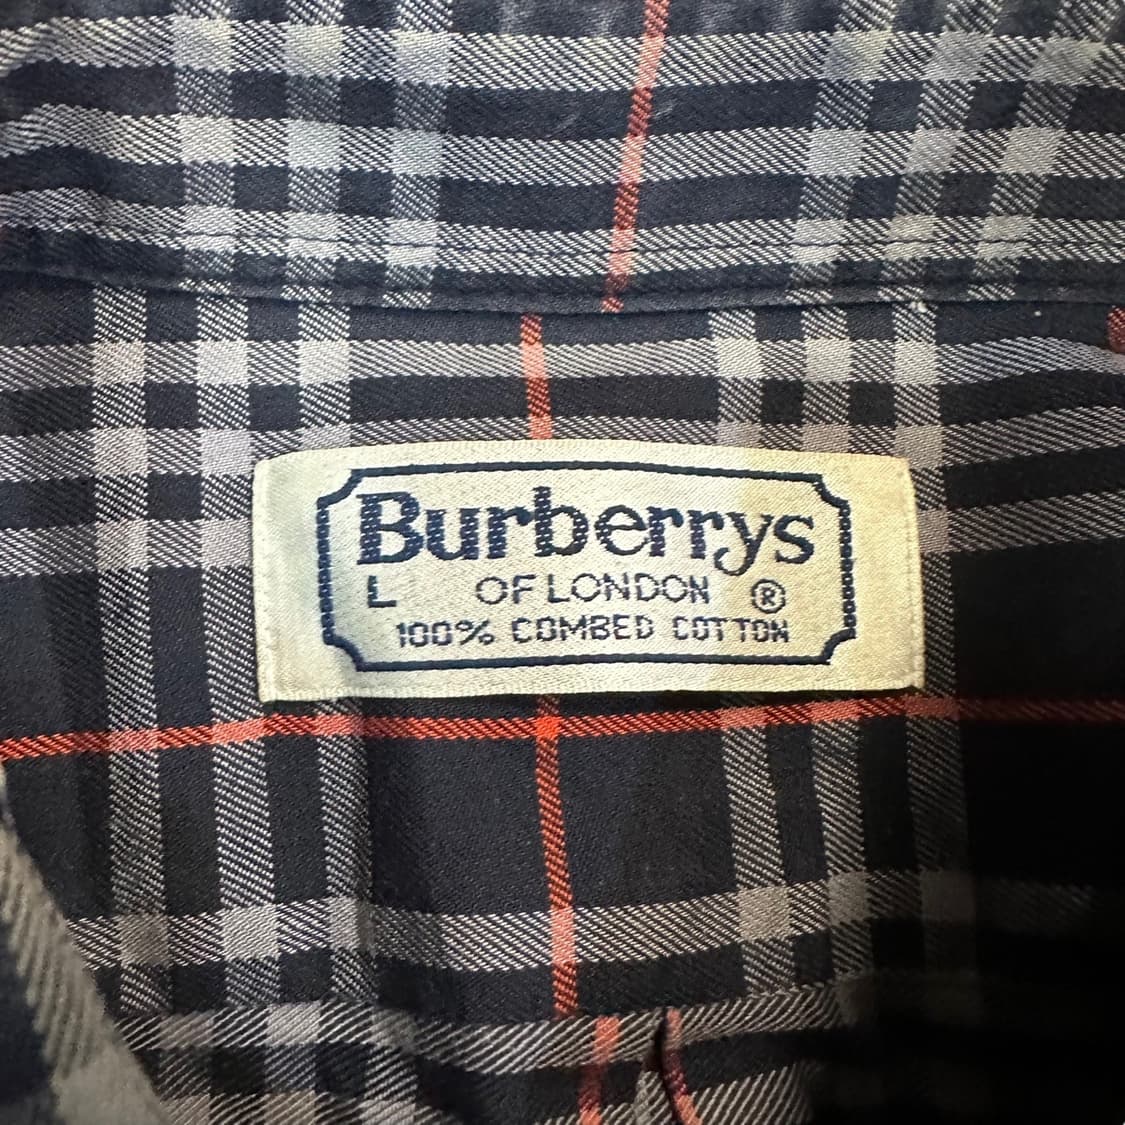 Burberrys
L OF LONDON ®
100% COMBED COTTON